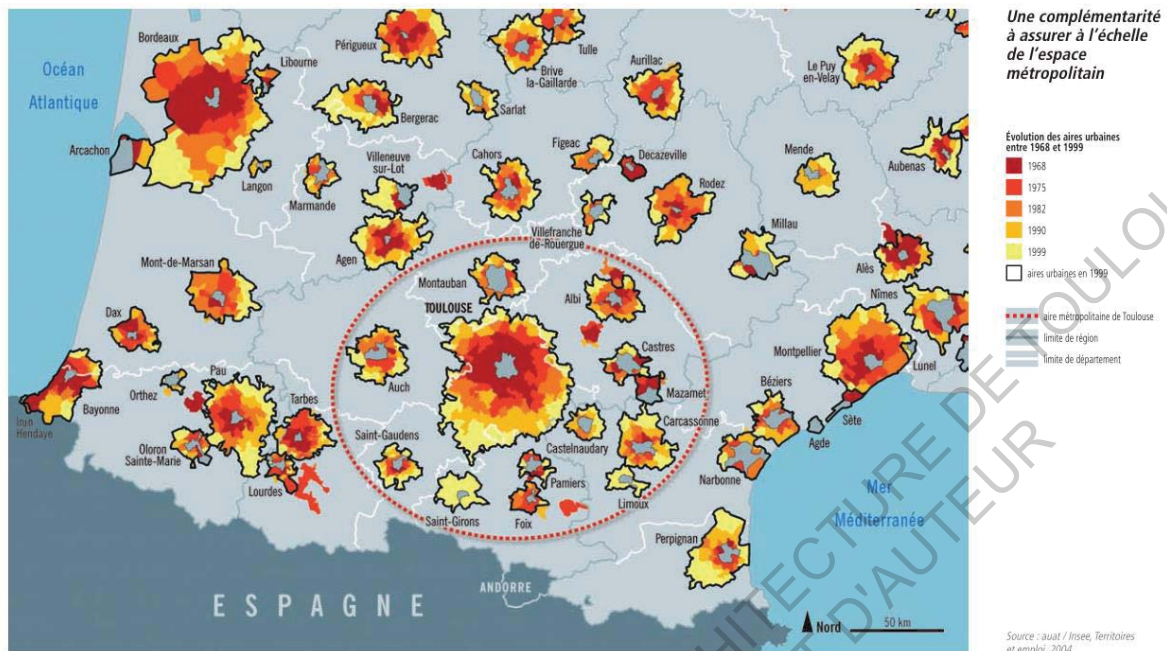 Une complémentarité
à assurer à l'échelle
de l'espace
métropolitain
Évolution des aires urbaines
entre 1968 et 1999
1968
1975
1982
1990
1999
aires urbaines en 1999
aire métropolitaine de Toulouse
limite de région
limite de département
Océan
Atlantique
Bordeaux
Libourne
Périgueux
Tulle
Brive
la-Gaillarde
Aurillac
Le Puy
en-Velay
Arcachon
Bergerac
Sarlat
Langon
Marmande
Villeneuve
sur-Lot
Cahors
Figeac
Decazeville
Rodez
Mende
Aubenas
Villefranche
de-Rouergue
Millau
Agen
Alès
Mont-de-Marsan
Montauban
Albi
Nîmes
TOULOUSE
Dax
Auch
Castres
Montpellier
Lunel
Orthez
Pau
Tarbes
Mazamet
Béziers
Bayonne
Irun
Hendaye
Saint-Gaudens
Castelnaudary
Carcassonne
Sète
Agde
Oloron
Sainte-Marie
Lourdes
Pamiers
Narbonne
Saint-Girons
Foix
Limoux
Mer
Méditerranée
Perpignan
ANDORRE
ESPAGNE
Nord
50 km
Source : auat / Insee, Territoires
et emploi, 2004
HITECTURE DE TOULOU
T D'AUTEUR